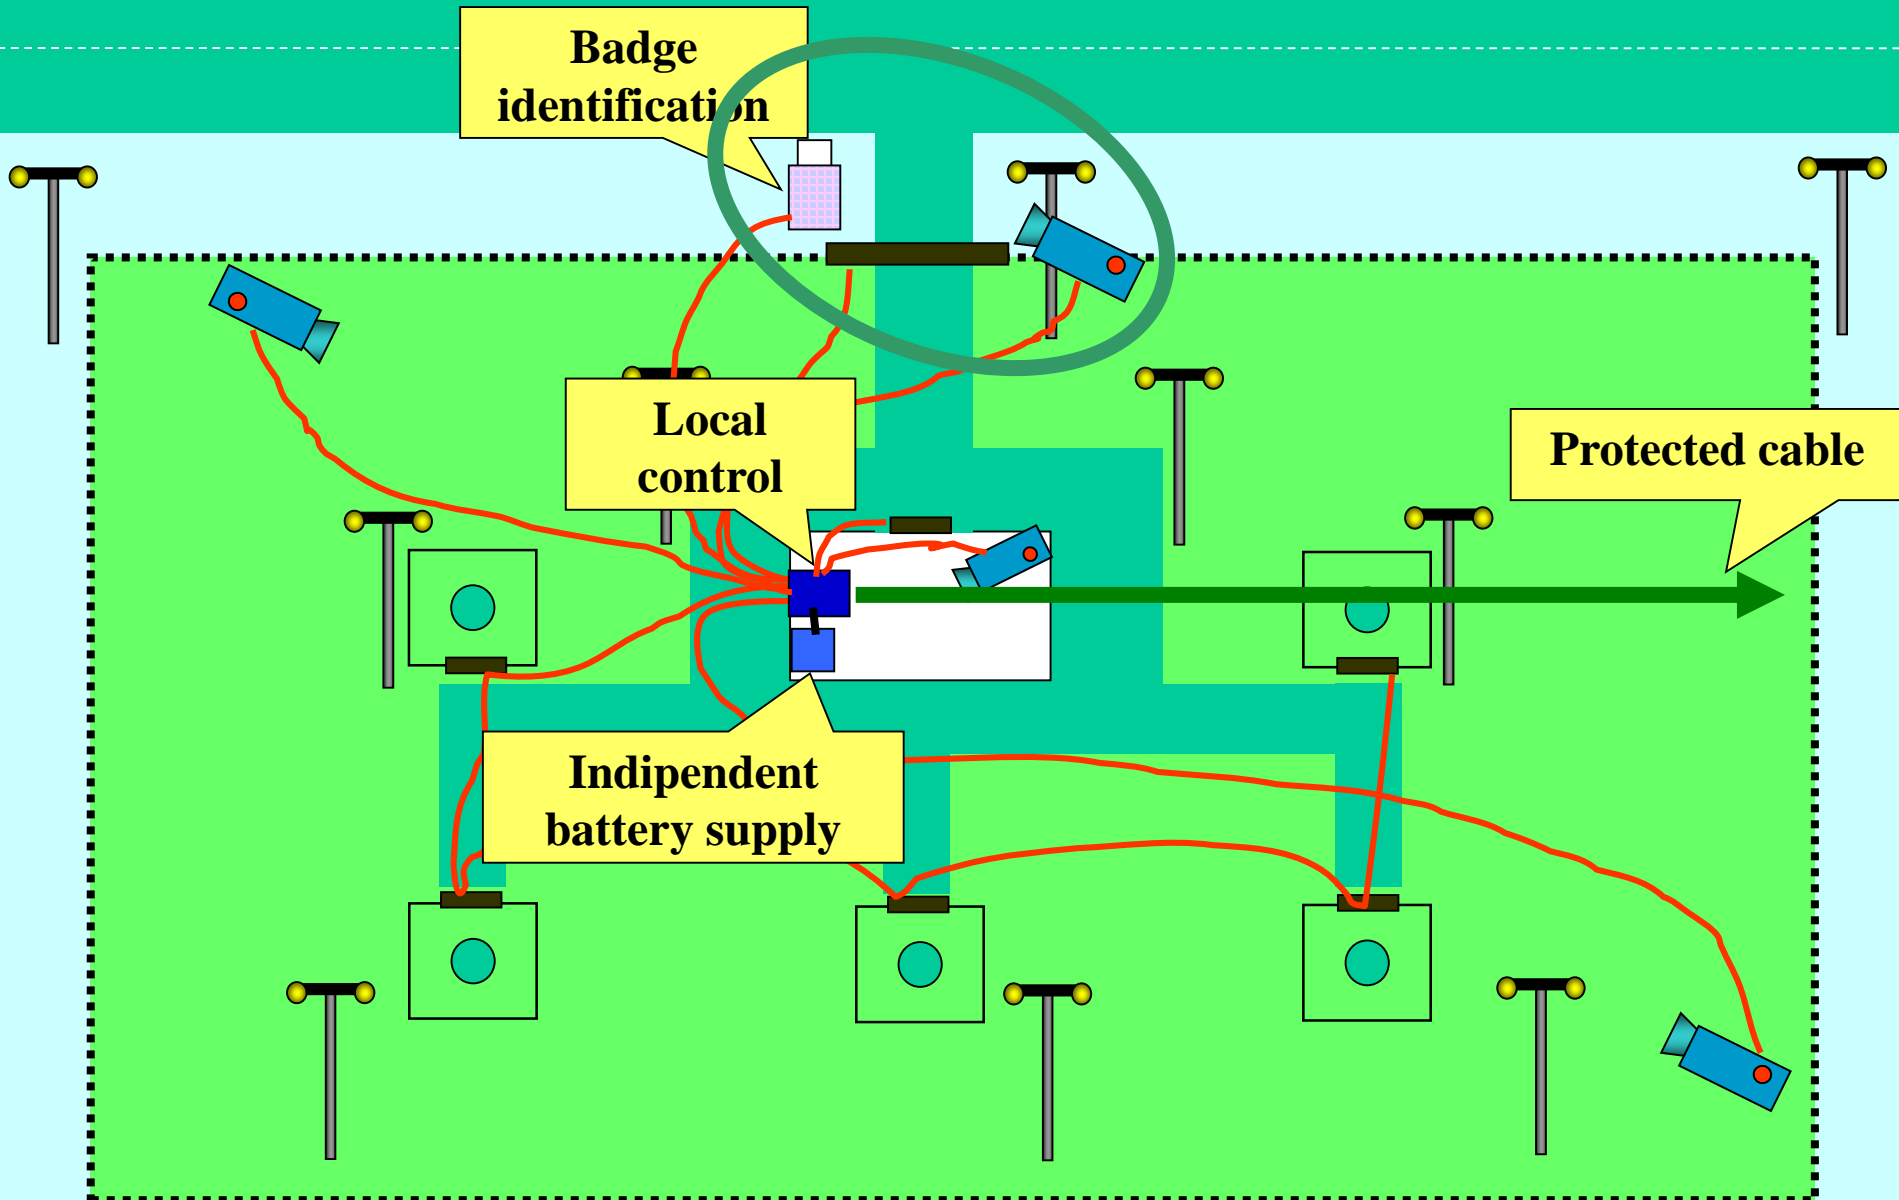 Badge
identification
Local
control
Protected cable
Indipendent
battery supply